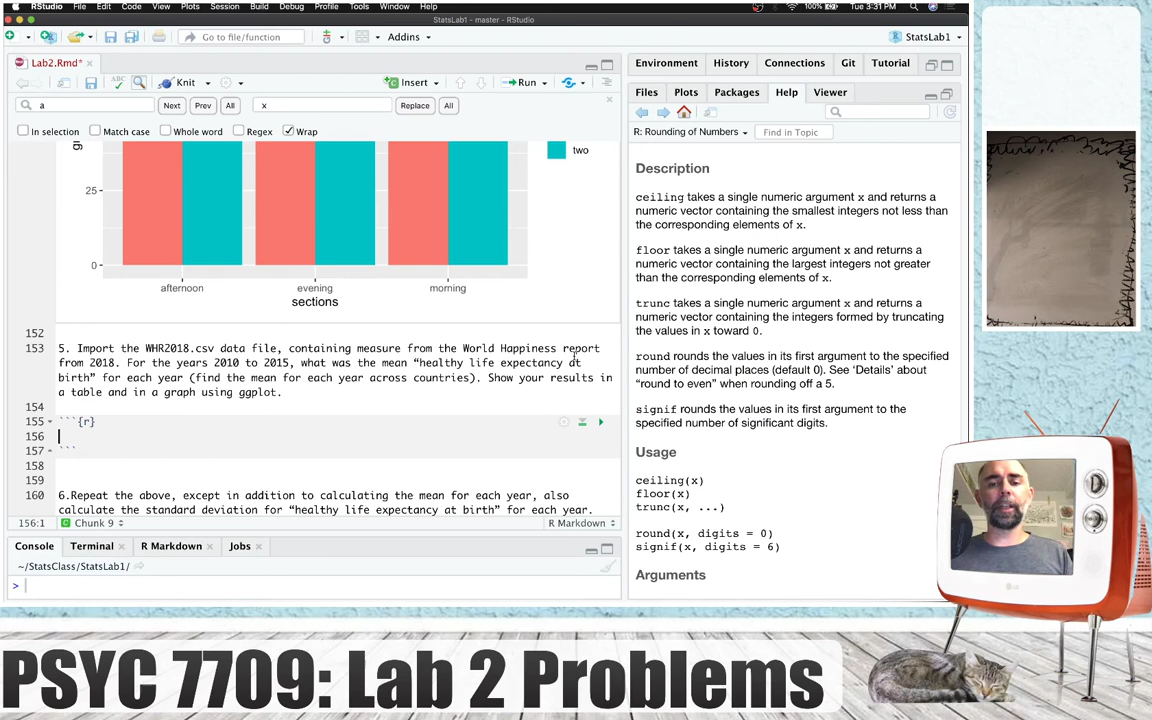 RStudio File Edit Code View Plots Session Build Debug Profile Tools Window Help 100% Tue 3:31 PM
StatsLab1 - master - RStudio
Go to file/function Addins StatsLab1
Lab2.Rmd*
ABC Knit Insert Run
a Next Prev All x Replace All
In selection Match case Whole word Regex Wrap
two
25
0
afternoon evening morning
sections
152
153 5. Import the WHR2018.csv data file, containing measure from the World Happiness report
from 2018. For the years 2010 to 2015, what was the mean “healthy life expectancy at
birth” for each year (find the mean for each year across countries). Show your results in
a table and in a graph using ggplot.
154
155 ```{r}
156
157 ```
158
159
160 6.Repeat the above, except in addition to calculating the mean for each year, also
calculate the standard deviation for “healthy life expectancy at birth” for each year.
156:1 Chunk 9 R Markdown
Console Terminal R Markdown Jobs
~/StatsClass/StatsLab1/
>
Environment History Connections Git Tutorial
Files Plots Packages Help Viewer
R: Rounding of Numbers Find in Topic
Description
ceiling takes a single numeric argument x and returns a
numeric vector containing the smallest integers not less than
the corresponding elements of x.
floor takes a single numeric argument x and returns a
numeric vector containing the largest integers not greater
than the corresponding elements of x.
trunc takes a single numeric argument x and returns a
numeric vector containing the integers formed by truncating
the values in x toward 0.
round rounds the values in its first argument to the specified
number of decimal places (default 0). See ‘Details’ about
“round to even” when rounding off a 5.
signif rounds the values in its first argument to the
specified number of significant digits.
Usage
ceiling(x)
floor(x)
trunc(x, ...)
round(x, digits = 0)
signif(x, digits = 6)
Arguments
LG
PSYC 7709: Lab 2 Problems